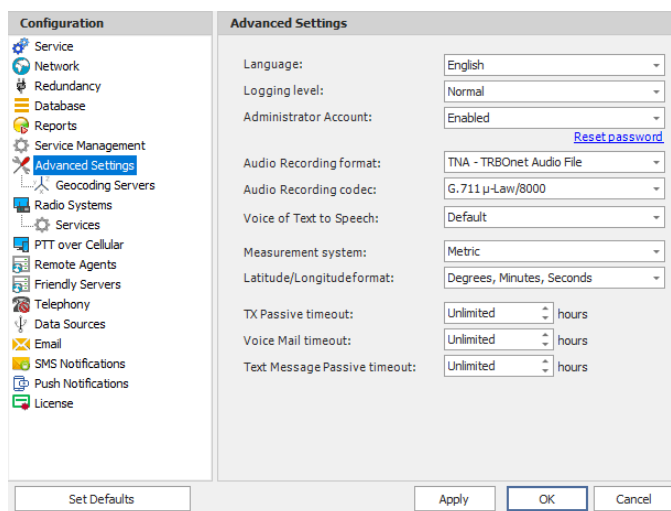 Configuration
Service
Network
Redundancy
Database
Reports
Service Management
Advanced Settings
Geocoding Servers
Radio Systems
Services
PTT over Cellular
Remote Agents
Friendly Servers
Telephony
Data Sources
Email
SMS Notifications
Push Notifications
License
Advanced Settings
Language: English
Logging level: Normal
Administrator Account: Enabled
Reset password
Audio Recording format: TNA - TRBOnet Audio File
Audio Recording codec: G.711 µ-Law/8000
Voice of Text to Speech: Default
Measurement system: Metric
Latitude/Longitudeformat: Degrees, Minutes, Seconds
TX Passive timeout: Unlimited hours
Voice Mail timeout: Unlimited hours
Text Message Passive timeout: Unlimited hours
Set Defaults Apply OK Cancel